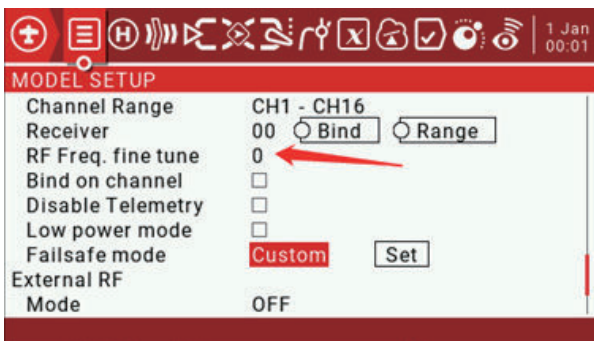 1 Jan
00:01
MODEL SETUP
Channel Range CH1 - CH16
Receiver 00 Bind Range
RF Freq. fine tune 0
Bind on channel
Disable Telemetry
Low power mode
Failsafe mode Custom Set
External RF
Mode OFF